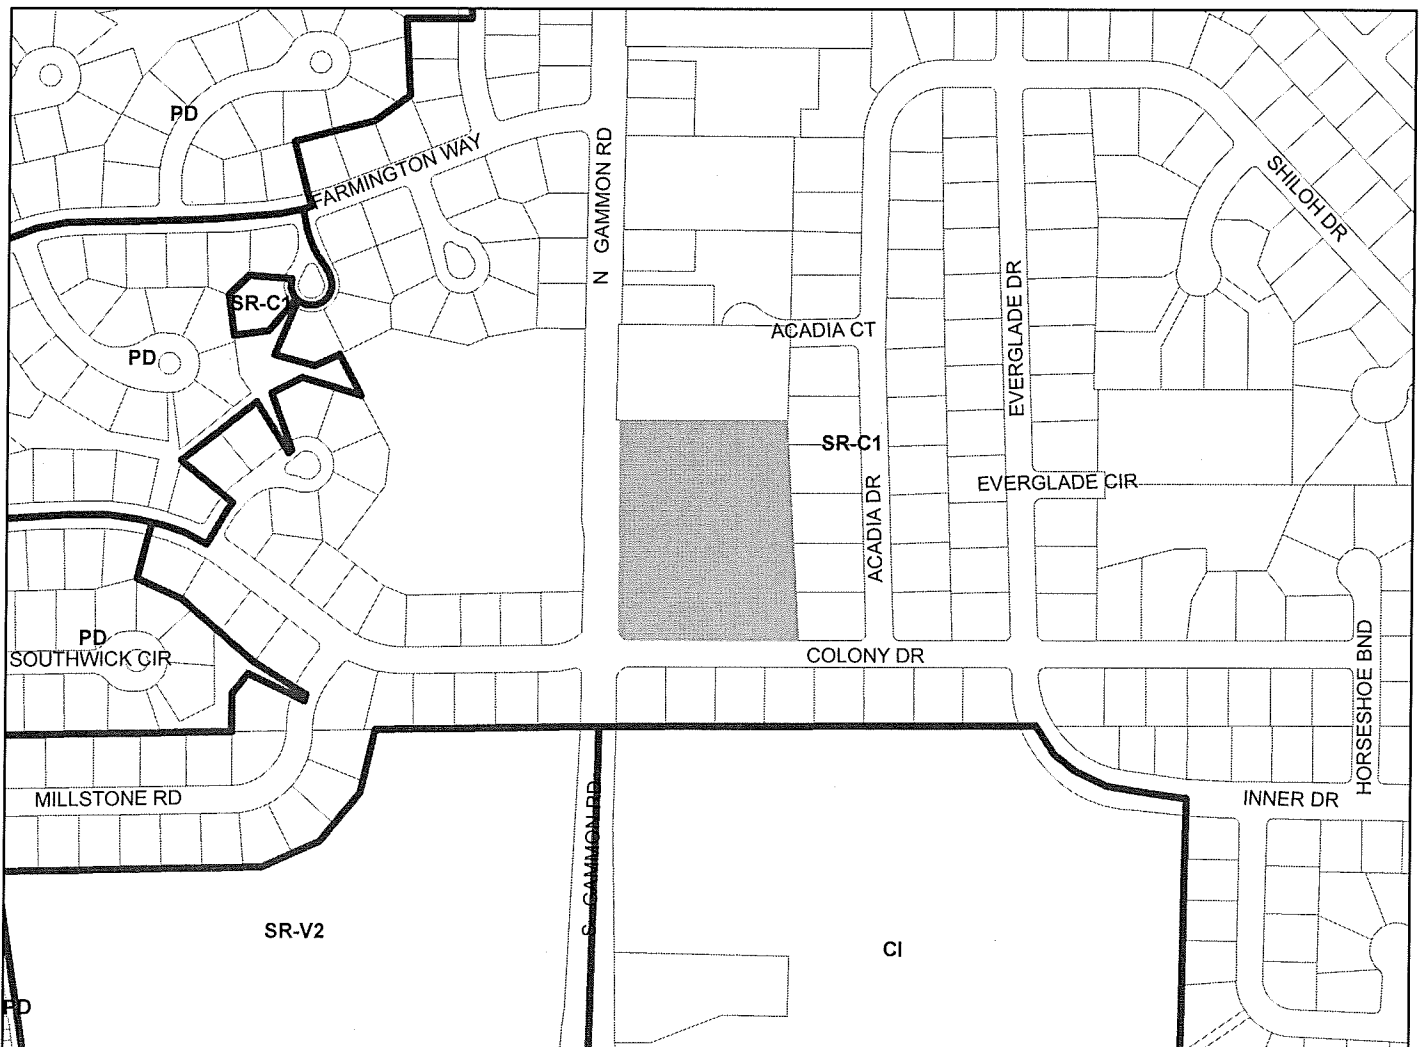 PD
FARMINGTON WAY
N GAMMON RD
SHILOH DR
SR-C1
ACADIA CT
EVERGLADE DR
PD
SR-C1
EVERGLADE CIR
ACADIA DR
PD
SOUTHWICK CIR
COLONY DR
HORSESHOE BND
MILLSTONE RD
S GAMMON RD
INNER DR
SR-V2
CI
PD